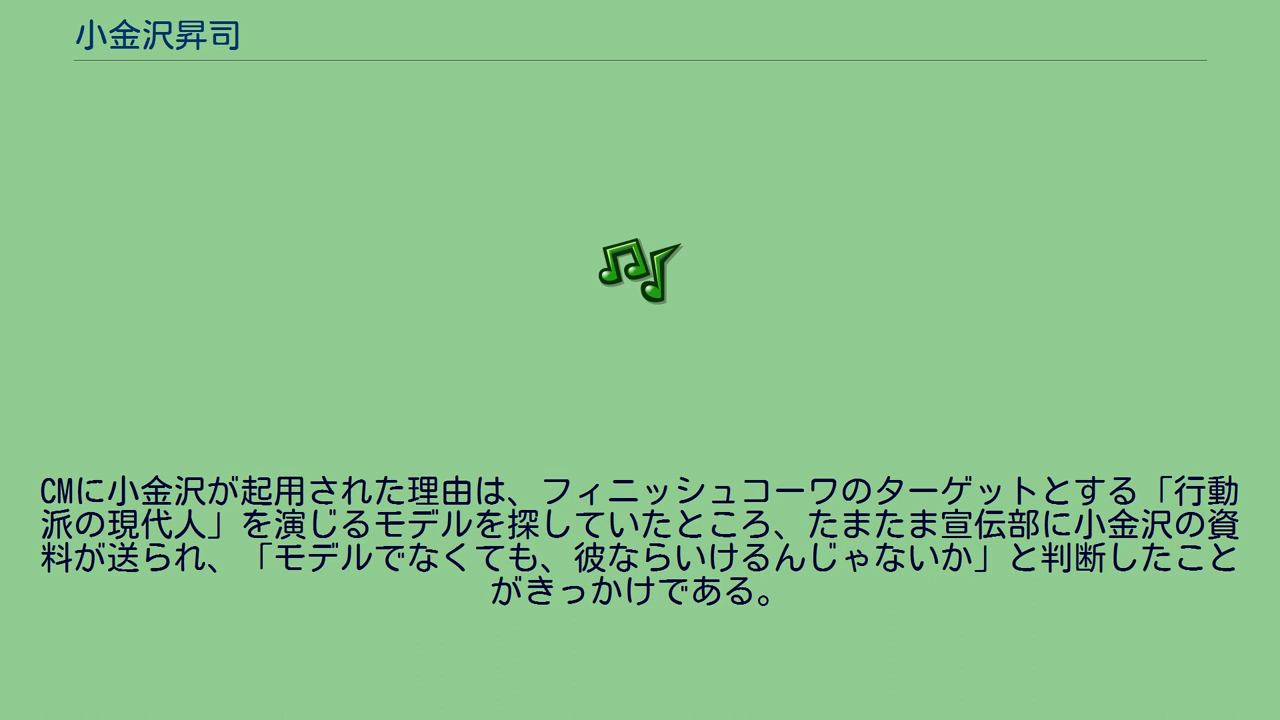 小金沢昇司
CMに小金沢が起用された理由は、フィニッシュコーワのターゲットとする「行動
派の現代人」を演じるモデルを探していたところ、たまたま宣伝部に小金沢の資
料が送られ、「モデルでなくても、彼ならいけるんじゃないか」と判断したこと
がきっかけである。